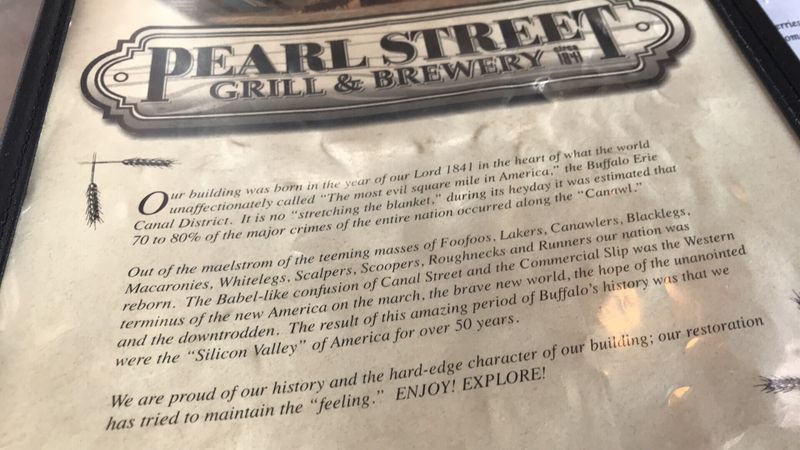 PEARL STREET
GRILL & BREWERY circa 1841
Our building was born in the year of our Lord 1841 in the heart of what the world
unaffectionately called "The most evil square mile in America," the Buffalo Erie
Canal District. It is no "stretching the blanket," during its heyday it was estimated that
70 to 80% of the major crimes of the entire nation occurred along the "Canawl."
Out of the maelstrom of the teeming masses of Foofoos, Lakers, Canawlers, Blacklegs,
Macaronies, Whitelegs, Scalpers, Scoopers, Roughnecks and Runners our nation was
reborn. The Babel-like confusion of Canal Street and the Commercial Slip was the Western
terminus of the new America on the march, the brave new world, the hope of the unanointed
and the downtrodden. The result of this amazing period of Buffalo's history was that we
were the "Silicon Valley" of America for over 50 years.
We are proud of our history and the hard-edge character of our building; our restoration
has tried to maintain the "feeling." ENJOY! EXPLORE!